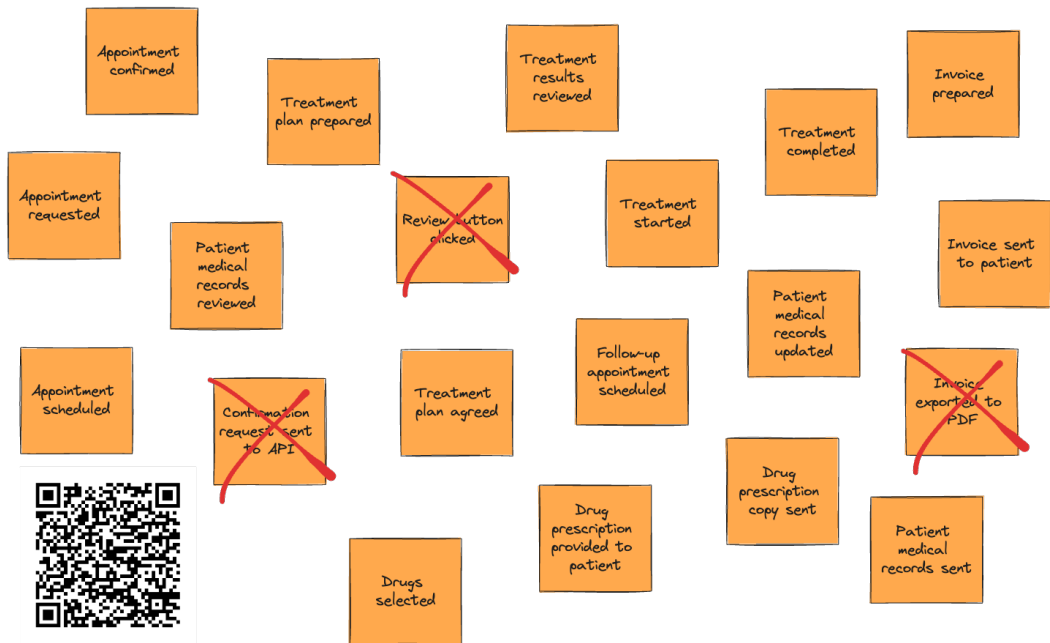 Appointment
confirmed
Treatment
plan prepared
Treatment
results
reviewed
Invoice
prepared
Treatment
completed
Appointment
requested
Patient
medical
records
reviewed
Review button
clicked
Treatment
started
Invoice sent
to patient
Patient
medical
records
updated
Appointment
scheduled
Confirmation
request sent
to API
Treatment
plan agreed
Follow-up
appointment
scheduled
Invoice
exported to
PDF
Drug
prescription
copy sent
Drug
prescription
provided to
patient
Patient
medical
records sent
Drugs
selected